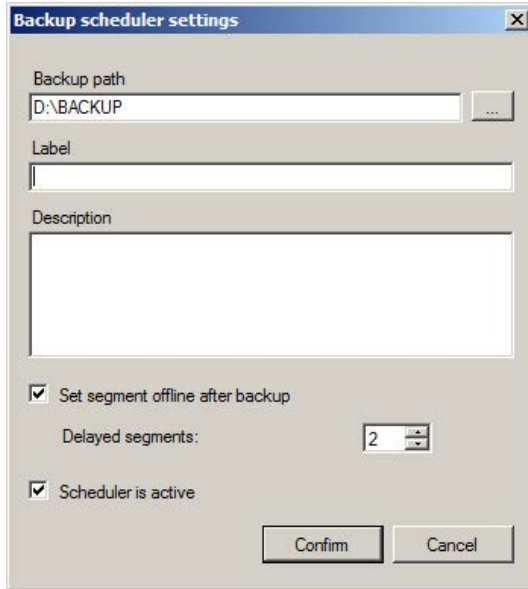 Backup scheduler settings
Backup path
D:\BACKUP
...
Label
Description
Set segment offline after backup
Delayed segments: 2
Scheduler is active
Confirm Cancel